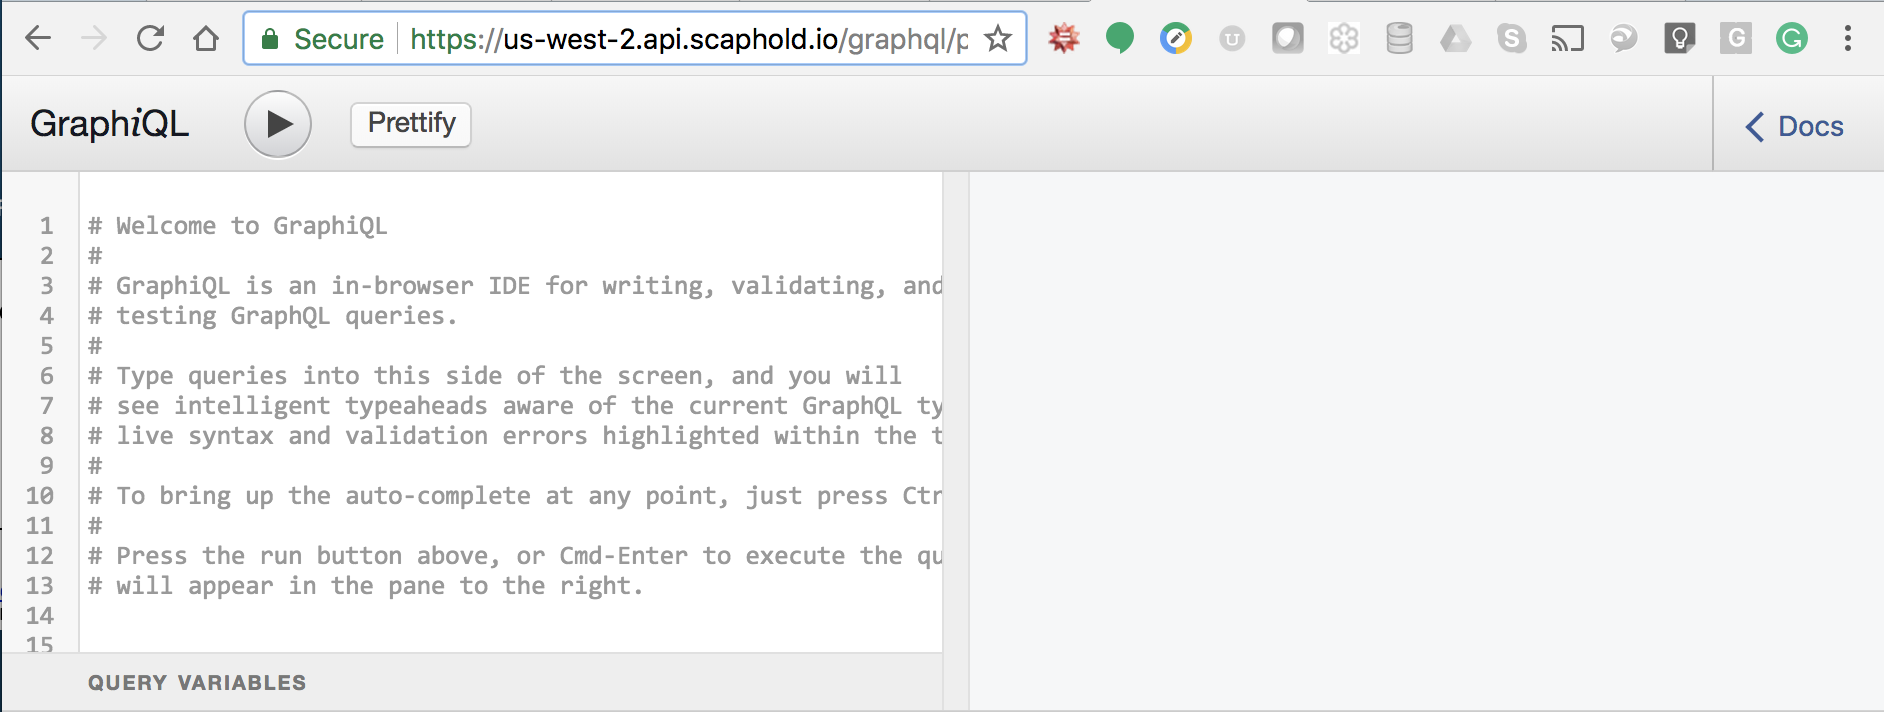 Secure https://us-west-2.api.scaphold.io/graphql/p
GraphiQL Prettify Docs
1 # Welcome to GraphiQL
2 #
3 # GraphiQL is an in-browser IDE for writing, validating, and
4 # testing GraphQL queries.
5 #
6 # Type queries into this side of the screen, and you will
7 # see intelligent typeaheads aware of the current GraphQL ty
8 # live syntax and validation errors highlighted within the t
9 #
10 # To bring up the auto-complete at any point, just press Ctr
11 #
12 # Press the run button above, or Cmd-Enter to execute the qu
13 # will appear in the pane to the right.
14
15
QUERY VARIABLES